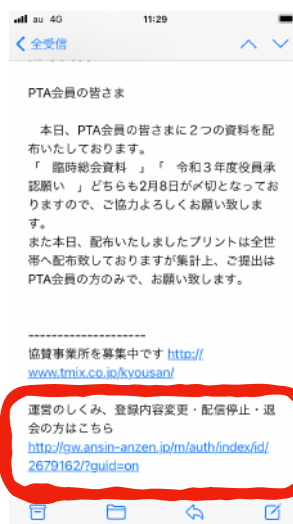 au 4G 11:29
全受信
PTA会員の皆さま
本日、PTA会員の皆さまに２つの資料を配
布いたしております。
「 臨時総会資料 」「 令和３年度役員承
認願い 」どちらも2月8日が〆切となってお
りますので、ご協力よろしくお願い致しま
す。
また本日、配布いたしましたプリントは全世
帯へ配布致しておりますが集計上、ご提出は
PTA会員の方のみで、お願い致します。
--------------------
協賛事業所を募集中です http://
www.tmix.co.jp/kyousan/
運営のしくみ、登録内容変更・配信停止・退
会の方はこちら
http://gw.ansin-anzen.jp/m/auth/index/id/
2679162/?guid=on